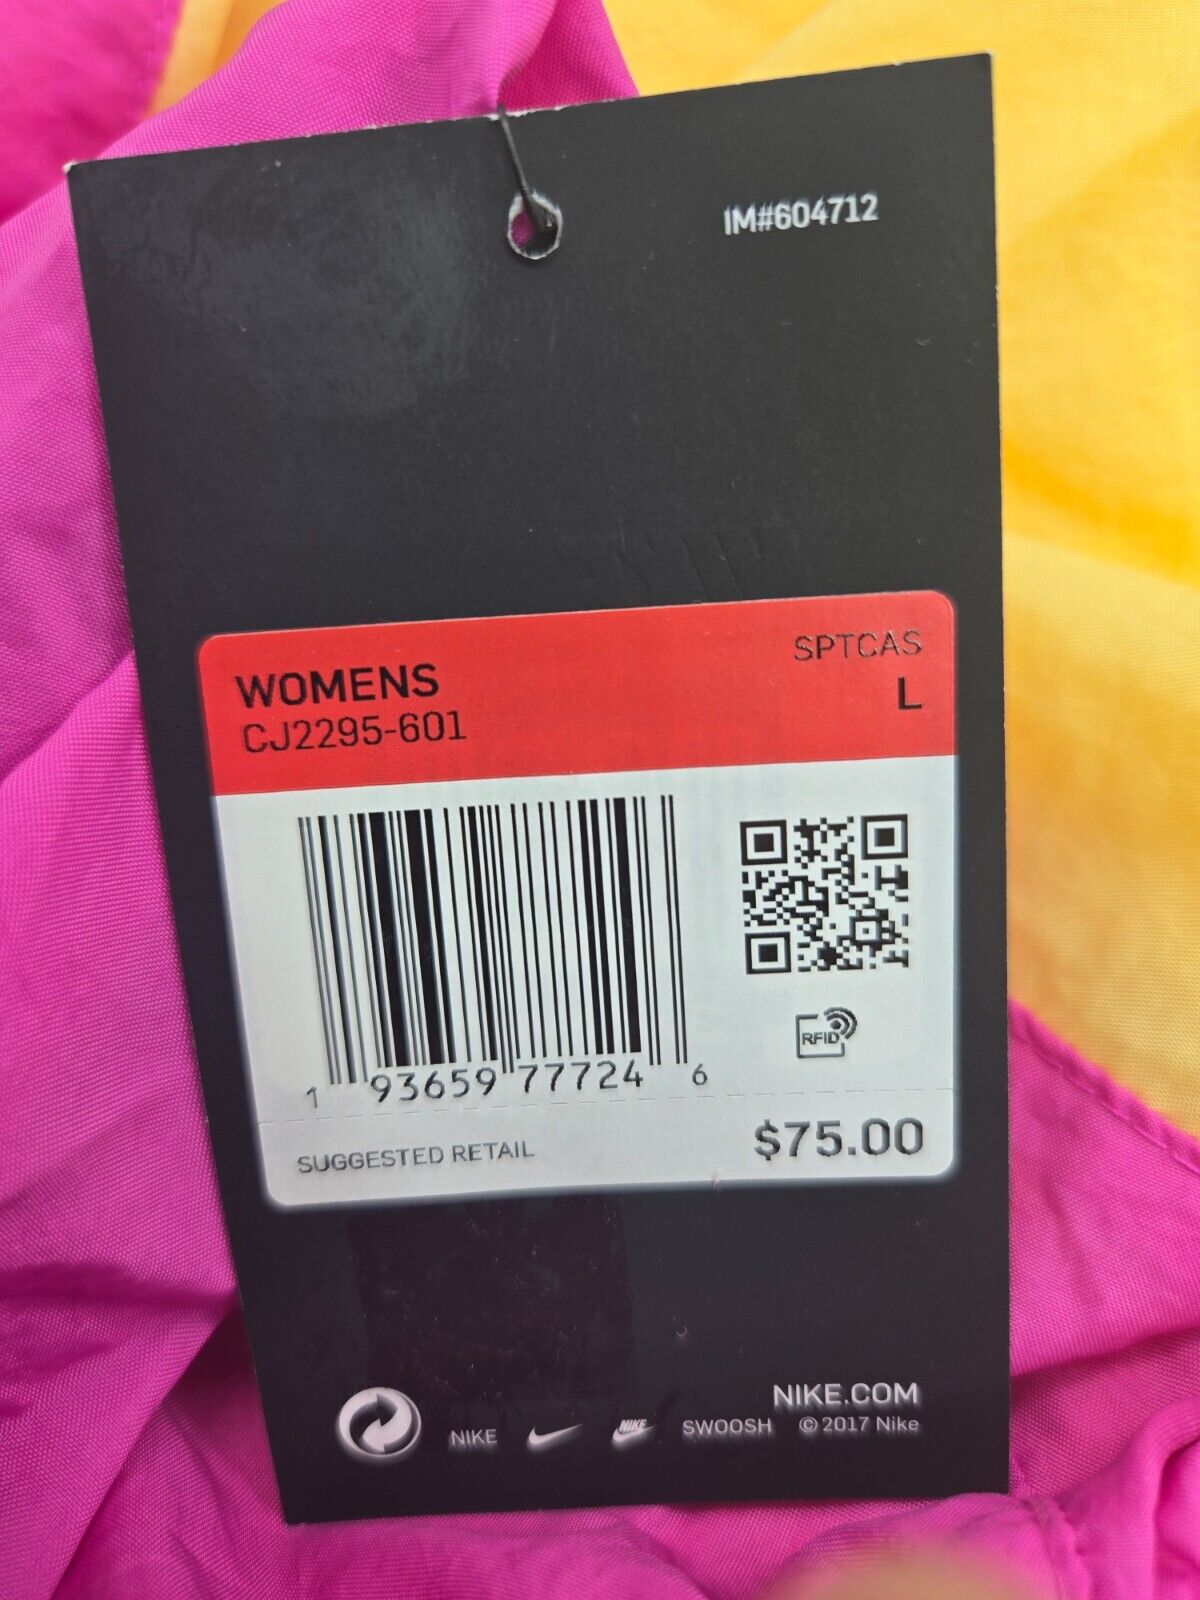 IM#604712
WOMENS
CJ2295-601
SPTCAS
L
1 93659 77724 6
RFID
SUGGESTED RETAIL
$75.00
NIKE.COM
NIKE NIKE SWOOSH © 2017 Nike